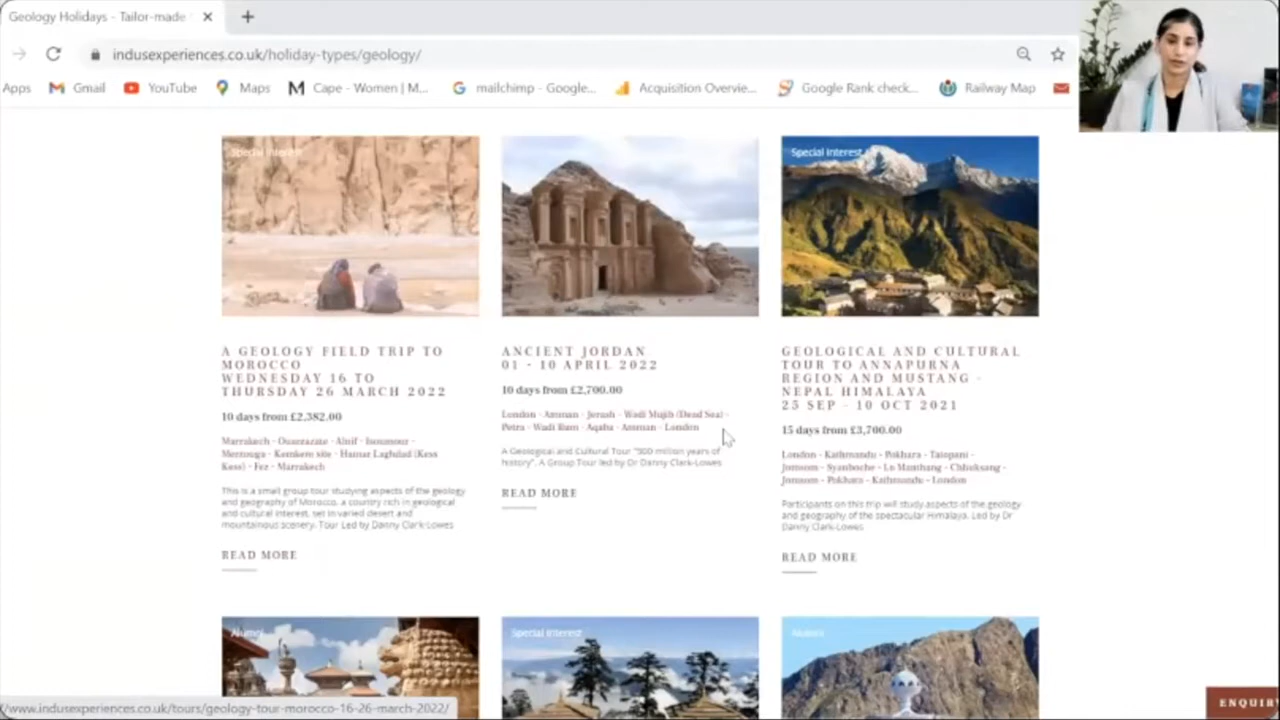 Geology Holidays - Tailor-made
indusexperiences.co.uk/holiday-types/geology/
Apps
Gmail
YouTube
Maps
Cape - Women | M...
mailchimp - Google...
Acquisition Overvie...
Google Rank check...
Railway Map
Special Interest
Special Interest
A GEOLOGY FIELD TRIP TO
MOROCCO
WEDNESDAY 16 TO
THURSDAY 26 MARCH 2022
10 days from £2,382.00
Marrakech - Ouarzazate - Alnif - Issoumour -
Merzouga - Kemkem site - Hamar Laghdad (Kess
Kess) - Fez - Marrakech
This is a small group tour studying aspects of the geology
and geography of Morocco, a country rich in geological
and cultural interest, set in varied desert and
mountainous scenery. Tour Led by Danny Clark-Lowes
READ MORE
ANCIENT JORDAN
01 - 10 APRIL 2022
10 days from £2,700.00
London - Amman - Jerash - Wadi Mujib (Dead Sea) -
Petra - Wadi Rum - Aqaba - Amman - London
A Geological and Cultural Tour "500 million years of
history". A Group Tour led by Dr Danny Clark-Lowes
READ MORE
GEOLOGICAL AND CULTURAL
TOUR TO ANNAPURNA
REGION AND MUSTANG -
NEPAL HIMALAYA
25 SEP - 10 OCT 2021
15 days from £3,700.00
London - Kathmandu - Pokhara - Tatopani -
Jomsom - Syanboche - Lo Manthang - Chhuksang -
Jomsom - Pokhara - Kathmandu - London
Participants on this trip will study aspects of the geology
and geography of the spectacular Himalaya. Led by Dr
Danny Clark-Lowes
READ MORE
Alumni
Special Interest
Alumni
/www.indusexperiences.co.uk/tours/geology-tour-morocco-16-26-march-2022/
ENQUIR